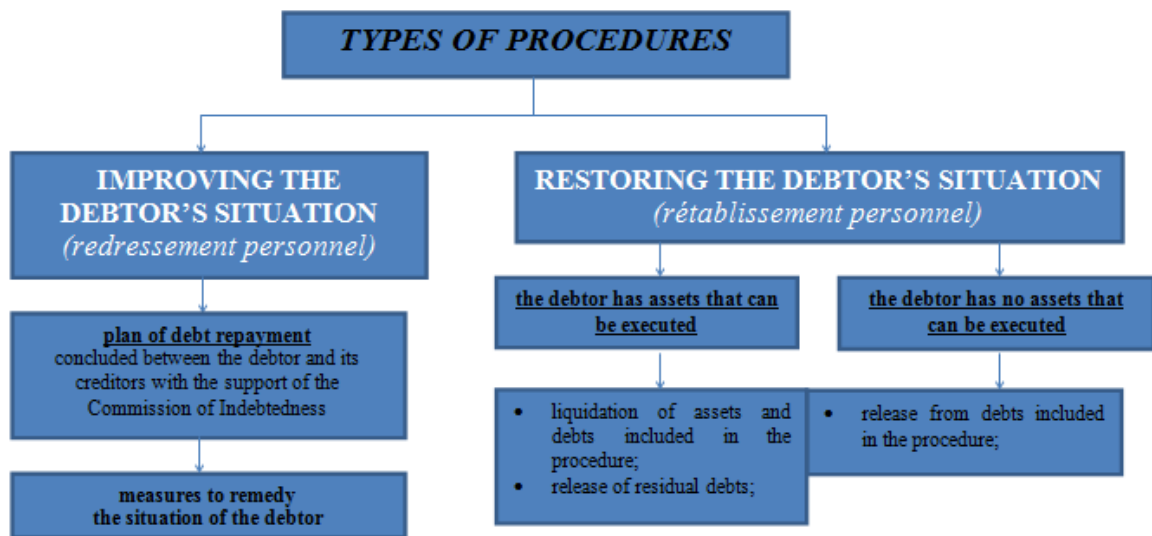 TYPES OF PROCEDURES
IMPROVING THE
DEBTOR'S SITUATION
(redressement personnel)
plan of debt repayment
concluded between the debtor and its
creditors with the support of the
Commission of Indebtedness
measures to remedy
the situation of the debtor
RESTORING THE DEBTOR'S SITUATION
(rétablissement personnel)
the debtor has assets that can
be executed
• liquidation of assets and
debts included in the
procedure;
• release of residual debts;
the debtor has no assets that
can be executed
• release from debts included
in the procedure;